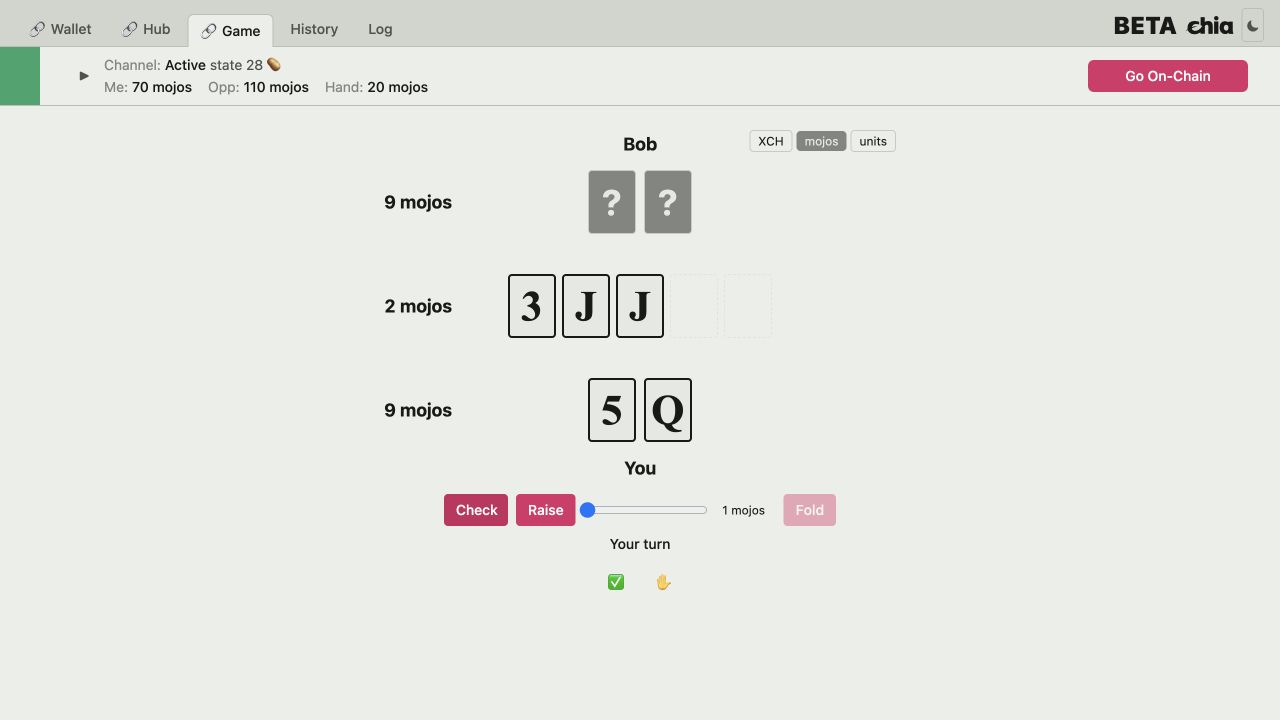 Wallet Hub Game History Log BETA chia
Channel: Active state 28
Me: 70 mojos Opp: 110 mojos Hand: 20 mojos
Go On-Chain
Bob
XCH mojos units
9 mojos ? ?
2 mojos 3 J J
9 mojos 5 Q
You
Check Raise 1 mojos Fold
Your turn